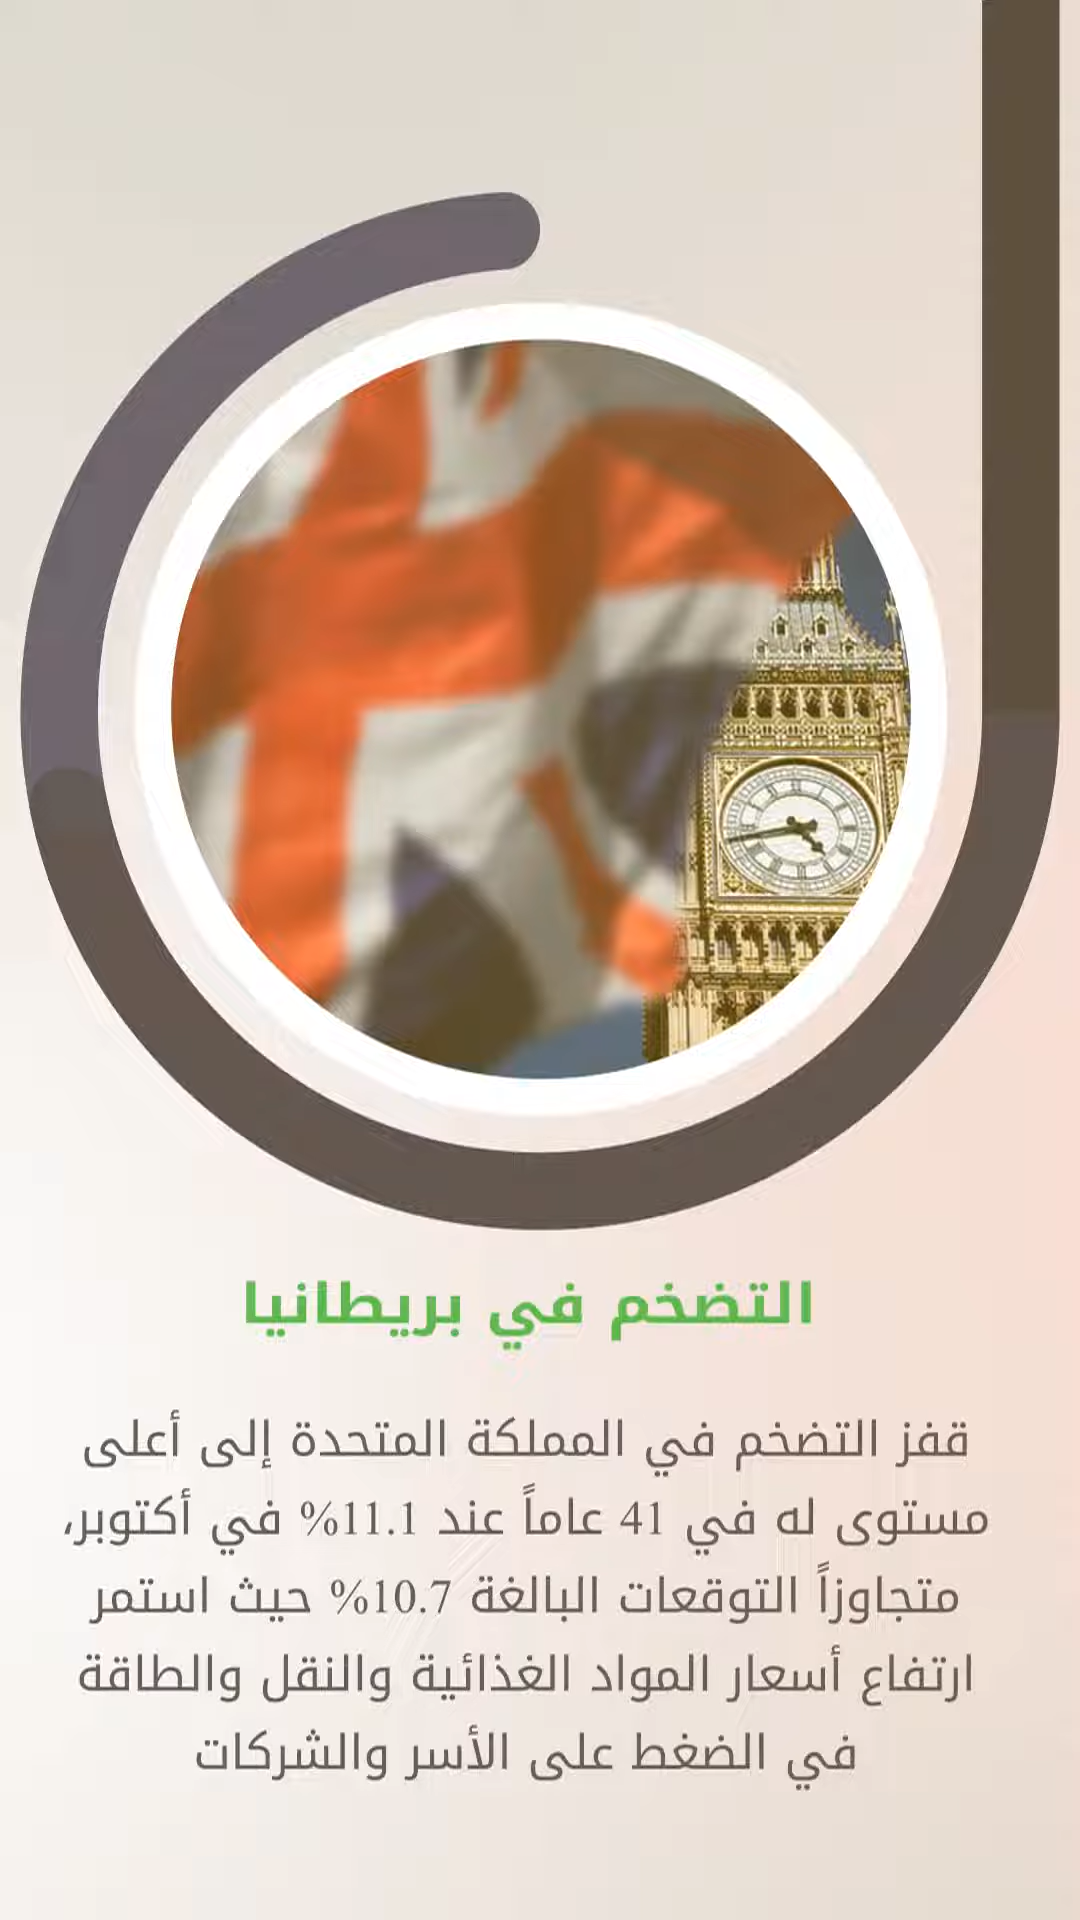 التضخم في بريطانيا
قفز التضخم في المملكة المتحدة إلى أعلى
مستوى له في 41 عاماً عند 11.1% في أكتوبر،
متجاوزاً التوقعات البالغة 10.7% حيث استمر
ارتفاع أسعار المواد الغذائية والنقل والطاقة
في الضغط على الأسر والشركات